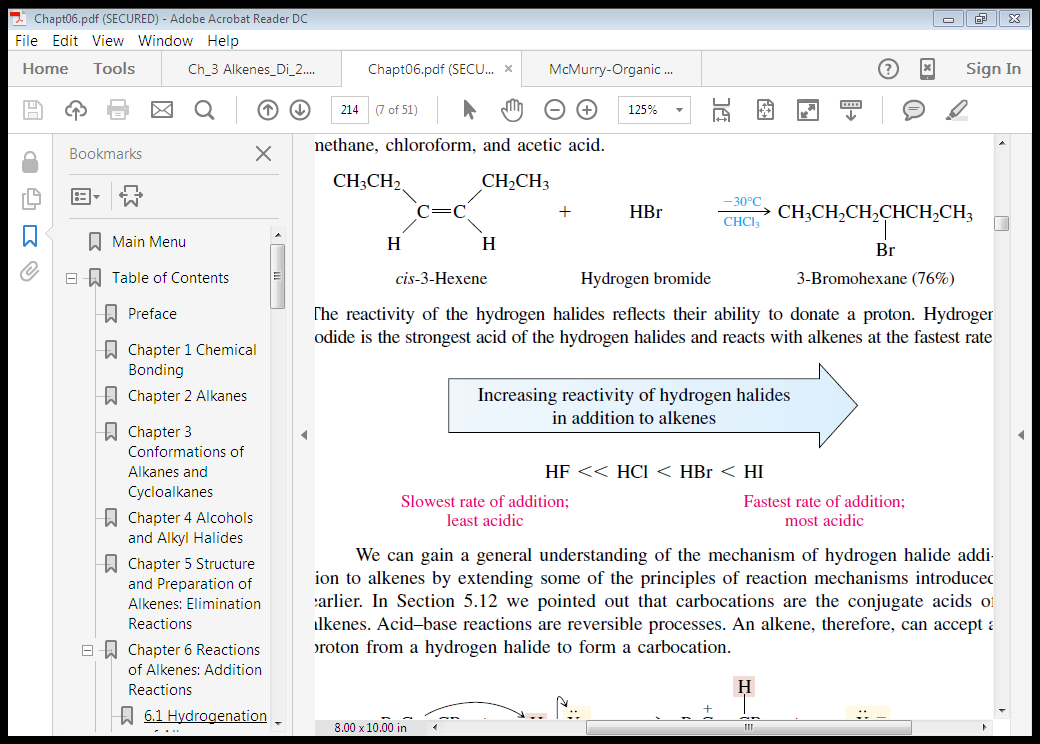 Chapt06.pdf (SECURED) - Adobe Acrobat Reader DC
File Edit View Window Help
Home Tools Ch_3 Alkenes_Di_2.... Chapt06.pdf (SECU... × McMurry-Organic ... Sign In
214 (7 of 51) 125%
Bookmarks
Main Menu
Table of Contents
Preface
Chapter 1 Chemical
Bonding
Chapter 2 Alkanes
Chapter 3
Conformations of
Alkanes and
Cycloalkanes
Chapter 4 Alcohols
and Alkyl Halides
Chapter 5 Structure
and Preparation of
Alkenes: Elimination
Reactions
Chapter 6 Reactions
of Alkenes: Addition
Reactions
6.1 Hydrogenation
methane, chloroform, and acetic acid.
CH₃CH₂ CH₂CH₃
C=C + HBr −30°C CH₃CH₂CH₂CHCH₂CH₃
CHCl₃
H H Br
cis-3-Hexene Hydrogen bromide 3-Bromohexane (76%)
The reactivity of the hydrogen halides reflects their ability to donate a proton. Hydrogen
odide is the strongest acid of the hydrogen halides and reacts with alkenes at the fastest rate
Increasing reactivity of hydrogen halides
in addition to alkenes
HF << HCl < HBr < HI
Slowest rate of addition; Fastest rate of addition;
least acidic most acidic
We can gain a general understanding of the mechanism of hydrogen halide addi-
ion to alkenes by extending some of the principles of reaction mechanisms introduced
earlier. In Section 5.12 we pointed out that carbocations are the conjugate acids of
alkenes. Acid–base reactions are reversible processes. An alkene, therefore, can accept a
proton from a hydrogen halide to form a carbocation.
H
+
8.00 x 10.00 in